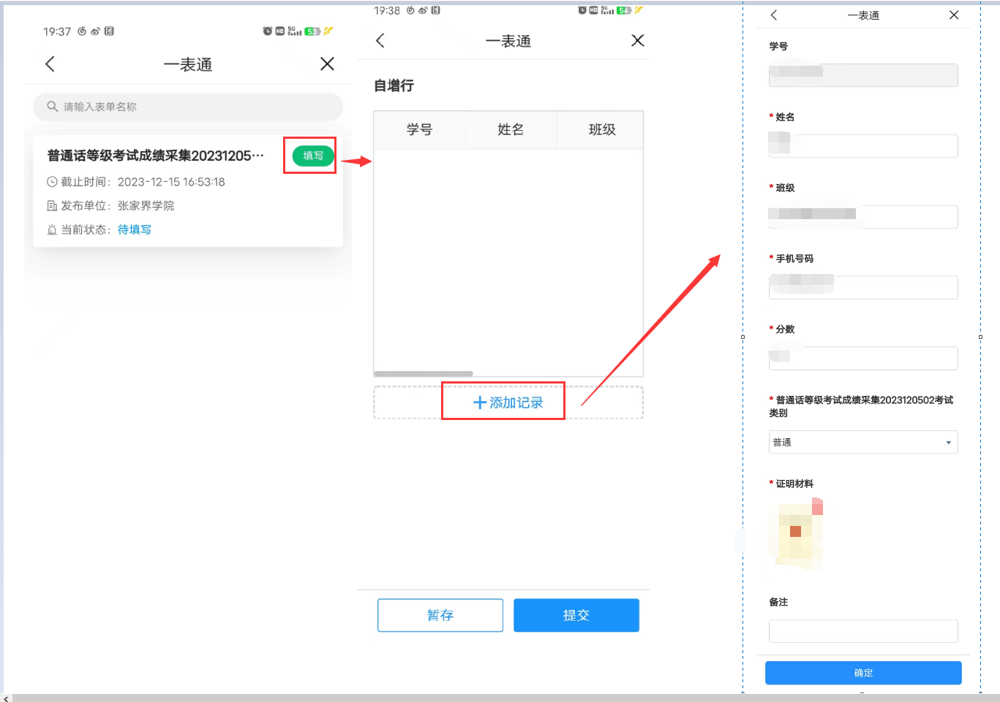 19:37
5G
53
一表通
请输入表单名称
普通话等级考试成绩采集20231205···
填写
截止时间：2023-12-15 16:53:18
发布单位：张家界学院
当前状态：待填写
19:38
5G
54
一表通
自增行
学号 姓名 班级
+添加记录
暂存 提交
一表通
学号
* 姓名
* 班级
* 手机号码
* 分数
* 普通话等级考试成绩采集2023120502考试
类别
普通
* 证明材料
备注
确定